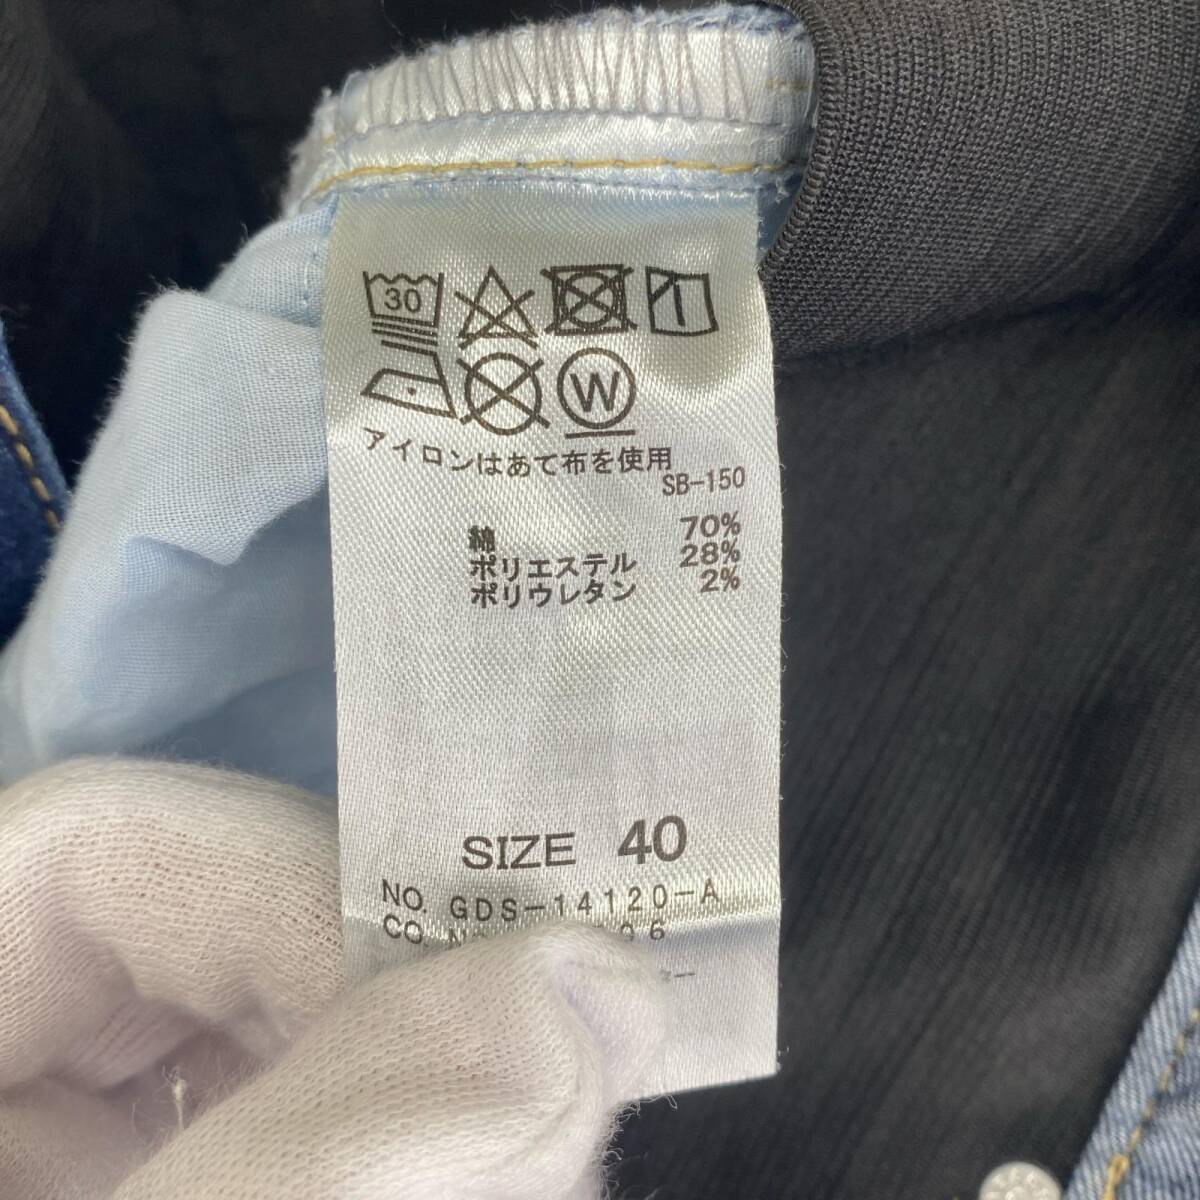 30
W
アイロンはあて布を使用
SB-150
綿 70%
ポリエステル 28%
ポリウレタン 2%
SIZE 40
NO. GDS-14120-A
CO.